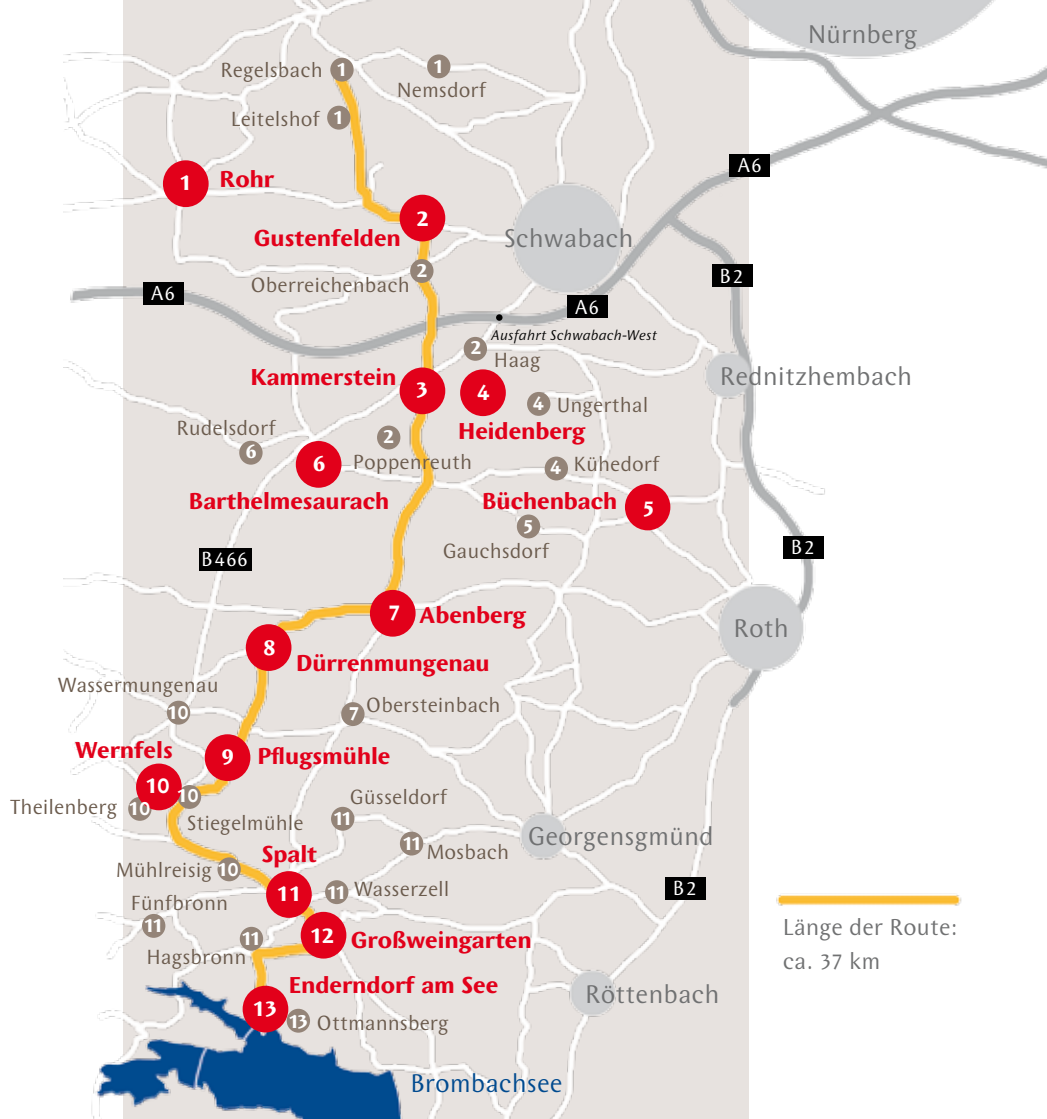 Nürnberg
Regelsbach 1
1
Nemsdorf
Leitelshof 1
A6
1 Rohr
2
Gustenfelden
Schwabach
2
Oberreichenbach
B2
A6
A6
Ausfahrt Schwabach-West
2
Haag
Kammerstein 3
4
Heidenberg
4 Ungerthal
Rednitzhembach
Rudelsdorf
6
2
Poppenreuth
6
Barthelmesaurach
4 Kühedorf
Büchenbach 5
5
Gauchsdorf
B466
B2
7 Abenberg
Roth
8
Dürrenmungenau
Wassermungenau
10
7 Obersteinbach
Wernfels
10
9 Pflugsmühle
Theilenberg 10
10
Stiegelmühle
Güsseldorf
11
Georgensgmünd
11 Mosbach
Mühlreisig 10
Spalt
11
11 Wasserzell
B2
Fünfbronn
11
12 Großweingarten
Hagsbronn
11
Länge der Route:
ca. 37 km
Enderndorf am See
13
13 Ottmannsberg
Röttenbach
Brombachsee